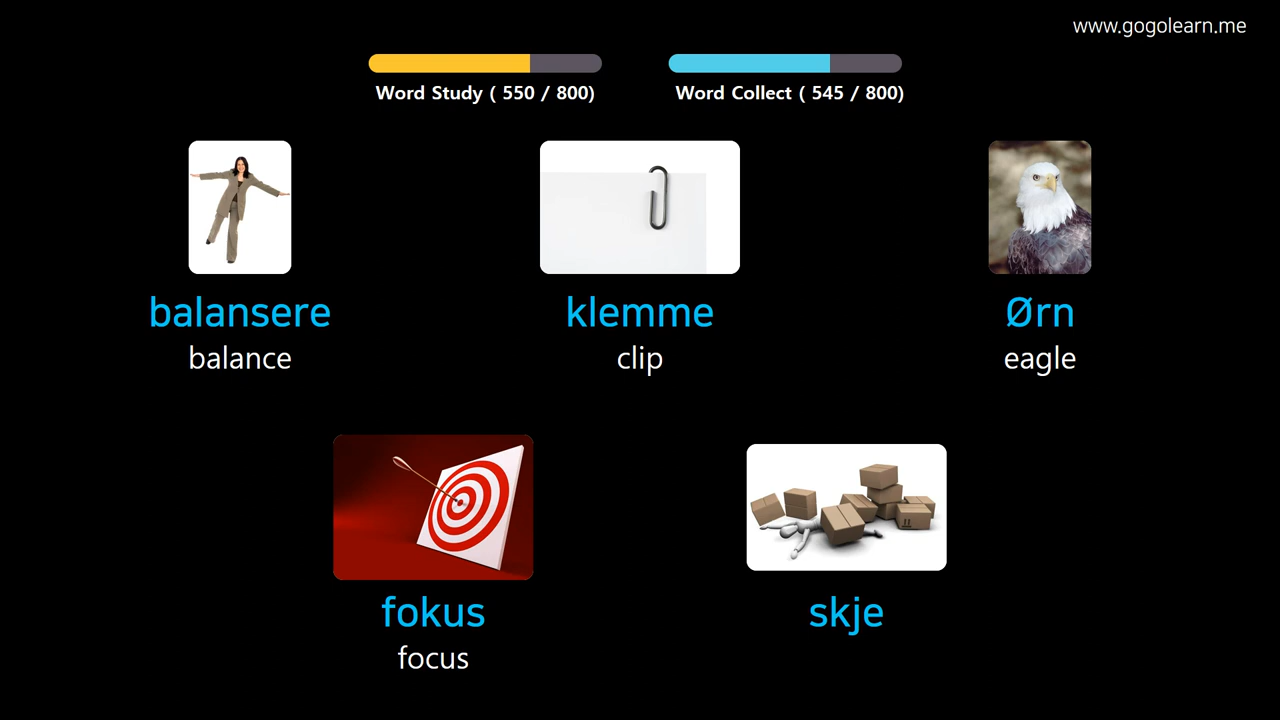 www.gogolearn.me
Word Study ( 550 / 800)
Word Collect ( 545 / 800)
balansere
balance
klemme
clip
Ørn
eagle
fokus
focus
skje